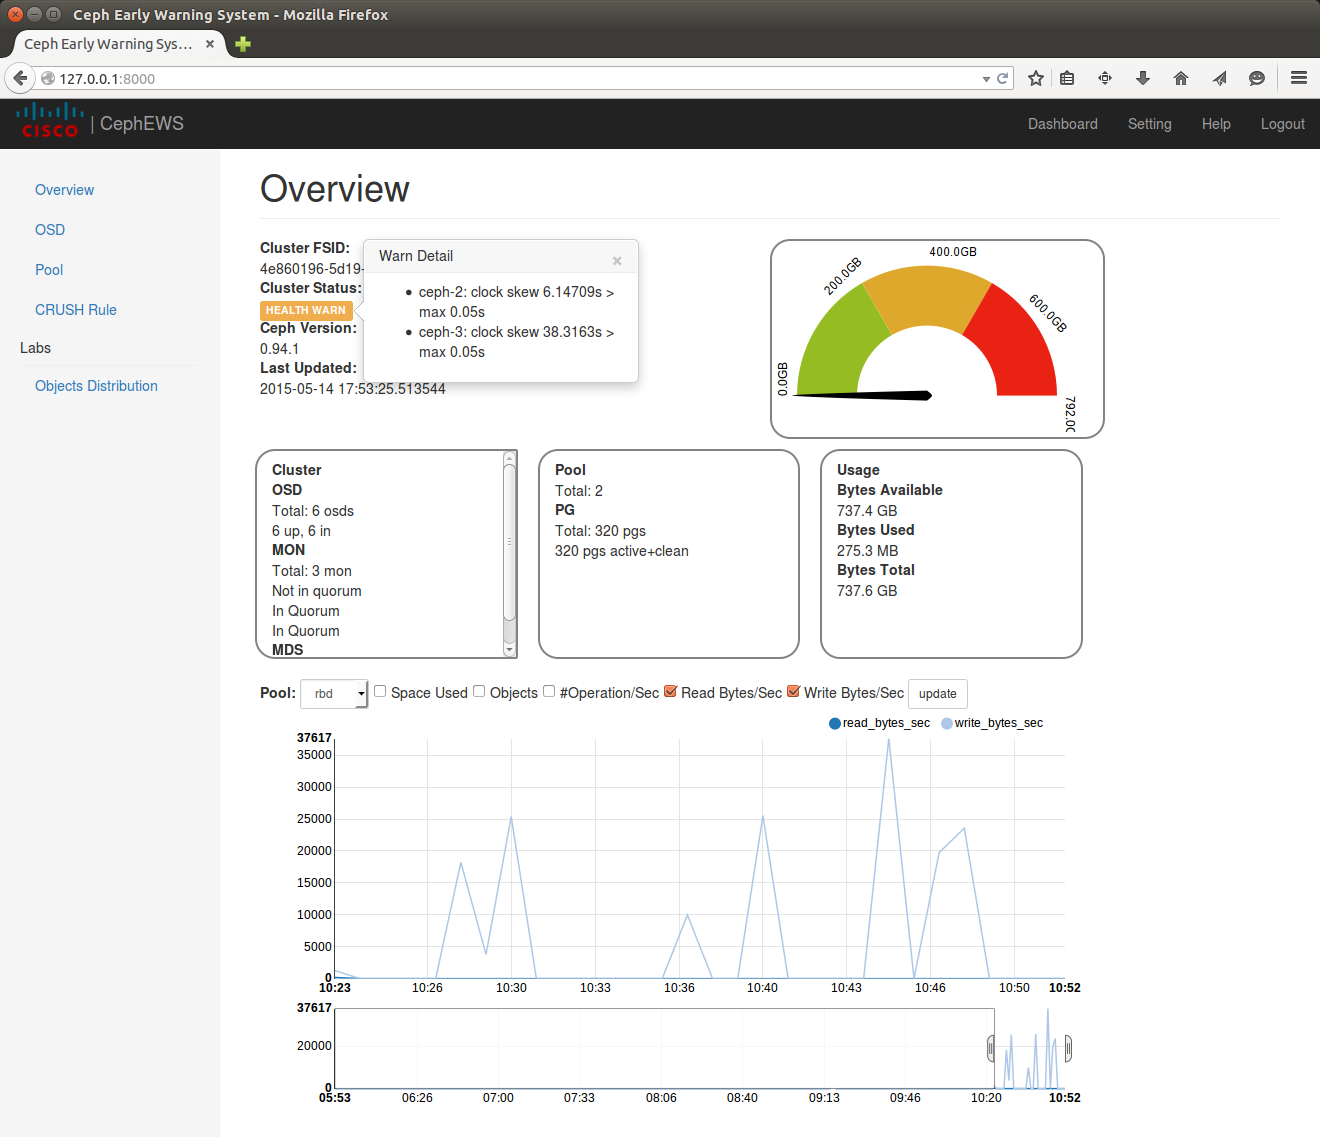 Ceph Early Warning System - Mozilla Firefox
Ceph Early Warning Sys...
127.0.0.1:8000
CISCO | CephEWS
Dashboard Setting Help Logout
Overview
OSD
Pool
CRUSH Rule
Labs
Objects Distribution
Overview
Cluster FSID:
4e860196-5d19-
Cluster Status:
HEALTH WARN
Ceph Version:
0.94.1
Last Updated:
2015-05-14 17:53:25.513544
Warn Detail
ceph-2: clock skew 6.14709s >
max 0.05s
ceph-3: clock skew 38.3163s >
max 0.05s
0.0GB
200.0GB
400.0GB
600.0GB
792.0
Cluster
OSD
Total: 6 osds
6 up, 6 in
MON
Total: 3 mon
Not in quorum
In Quorum
In Quorum
MDS
Pool
Total: 2
PG
Total: 320 pgs
320 pgs active+clean
Usage
Bytes Available
737.4 GB
Bytes Used
275.3 MB
Bytes Total
737.6 GB
Pool: rbd Space Used Objects #Operation/Sec Read Bytes/Sec Write Bytes/Sec update
read_bytes_sec write_bytes_sec
37617
35000
30000
25000
20000
15000
10000
5000
0
10:23 10:26 10:30 10:33 10:36 10:40 10:43 10:46 10:50 10:52
37617
20000
0
05:53 06:26 07:00 07:33 08:06 08:40 09:13 09:46 10:20 10:52